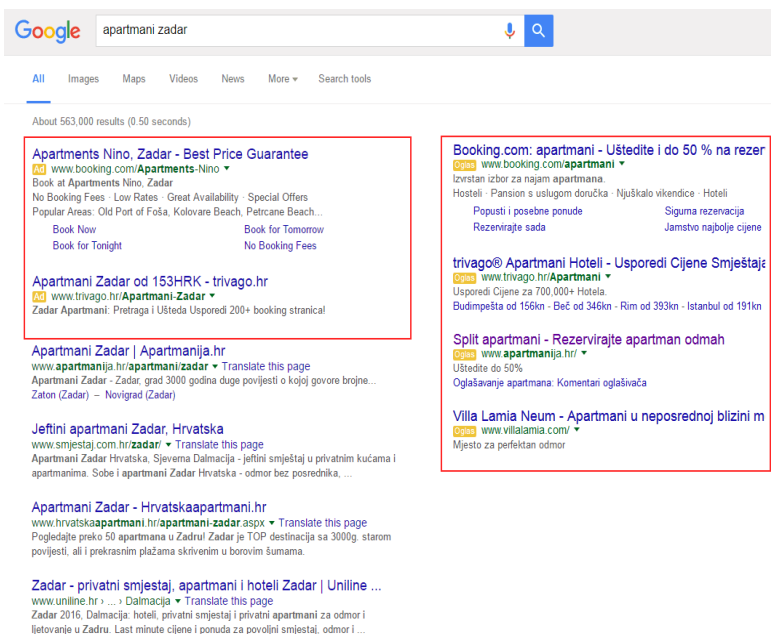 Google
apartmani zadar
All Images Maps Videos News More Search tools
About 563,000 results (0.50 seconds)
Apartments Nino, Zadar - Best Price Guarantee
Ad www.booking.com/Apartments-Nino
Book at Apartments Nino, Zadar
No Booking Fees · Low Rates · Great Availability · Special Offers
Popular Areas: Old Port of Foša, Kolovare Beach, Petrcane Beach...
Book Now Book for Tomorrow
Book for Tonight No Booking Fees
Apartmani Zadar od 153HRK - trivago.hr
Ad www.trivago.hr/Apartmani-Zadar
Zadar Apartmani: Pretraga i Ušteda Usporedi 200+ booking stranica!
Apartmani Zadar | Apartmanija.hr
www.apartmanija.hr/apartmani/zadar Translate this page
Apartmani Zadar - Zadar, grad 3000 godina duge povijesti o kojoj govore brojne...
Zaton (Zadar) – Novigrad (Zadar)
Jeftini apartmani Zadar, Hrvatska
www.smjestaj.com.hr/zadar/ Translate this page
Apartmani Zadar Hrvatska, Sjeverna Dalmacija - jeftini smještaj u privatnim kućama i
apartmanima. Sobe i apartmani Zadar Hrvatska - odmor bez posrednika, ...
Apartmani Zadar - Hrvatskaapartmani.hr
www.hrvatskaapartmani.hr/apartmani-zadar.aspx Translate this page
Pogledajte preko 50 apartmana u Zadru! Zadar je TOP destinacija sa 3000g. starom
povijesti, ali i prekrasnim plažama skrivenim u borovim šumama.
Zadar - privatni smjestaj, apartmani i hoteli Zadar | Uniline ...
www.uniline.hr › ... › Dalmacija Translate this page
Zadar 2016, Dalmacija: hoteli, privatni smjestaj i privatni apartmani za odmor i
ljetovanje u Zadru. Last minute cijene i ponuda za povoljni smjestaj, odmor i ...
Booking.com: apartmani - Uštedite i do 50 % na rezer
Oglas www.booking.com/apartmani
Izvrstan izbor za najam apartmana.
Hosteli · Pansion s uslugom doručka · Njuškalo vikendice · Hoteli
Popusti i posebne ponude Sigurna rezervacija
Rezervirajte sada Jamstvo najbolje cijene
trivago® Apartmani Hoteli - Usporedi Cijene Smještaja
Oglas www.trivago.hr/Apartmani
Usporedi Cijene za 700,000+ Hotela.
Budimpešta od 156kn - Beč od 346kn - Rim od 393kn - Istanbul od 191kn
Split apartmani - Rezervirajte apartman odmah
Oglas www.apartmanija.hr/
Uštedite do 50%
Oglašavanje apartmana: Komentari oglašivača
Villa Lamia Neum - Apartmani u neposrednoj blizini m
Oglas www.villalamia.com/
Mjesto za perfektan odmor